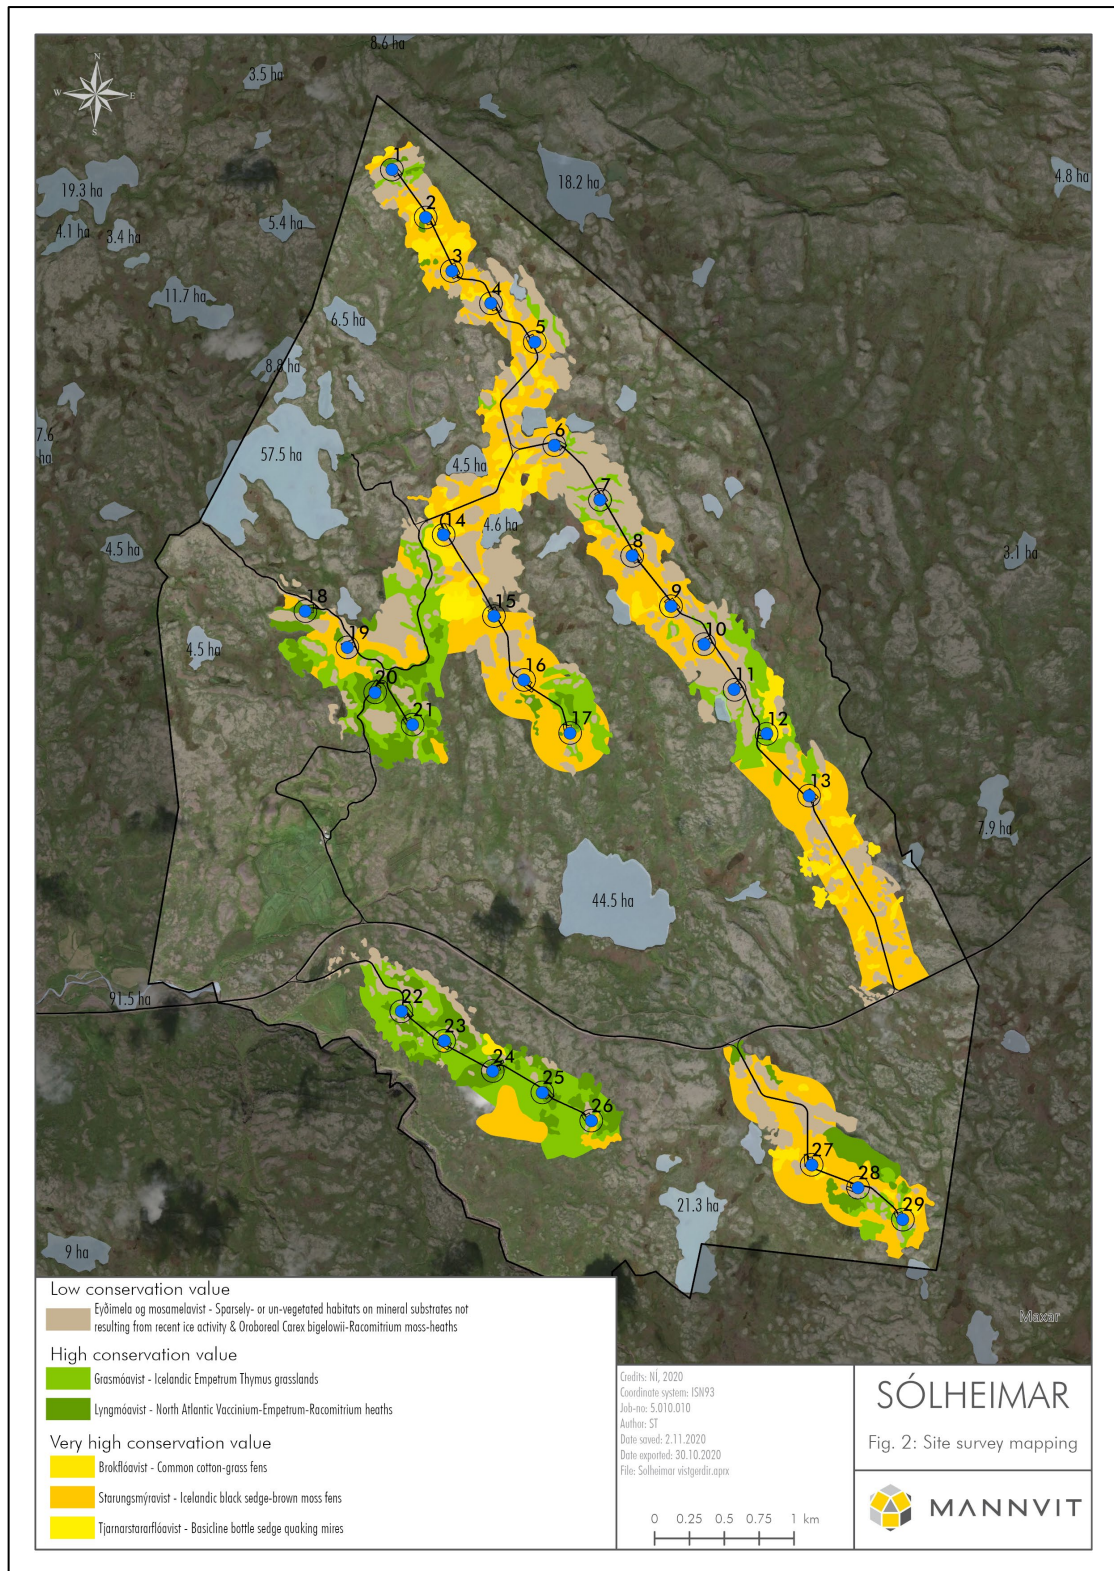 N
W E
S
8.6 ha
3.5 ha
19.3 ha
18.2 ha
4.8 ha
5.4 ha
4.1 ha
3.4 ha
11.7 ha
6.5 ha
8.8 ha
7.6
ha
57.5 ha
4.5 ha
4.6 ha
4.5 ha
3.1 ha
4.5 ha
7.9 ha
44.5 ha
91.5 ha
21.3 ha
9 ha
1
2
3
4
5
6
7
8
9
10
11
12
13
14
15
16
17
18
19
20
21
22
23
24
25
26
27
28
29
Maxar
Low conservation value
Eyðimela og mosamelavist - Sparsely- or un-vegetated habitats on mineral substrates not
resulting from recent ice activity & Oroboreal Carex bigelowii-Racomitrium moss-heaths
High conservation value
Grasmóavist - Icelandic Empetrum Thymus grasslands
Lyngmóavist - North Atlantic Vaccinium-Empetrum-Racomitrium heaths
Very high conservation value
Brokflóavist - Common cotton-grass fens
Starungsmýravist - Icelandic black sedge-brown moss fens
Tjarnarstararflóavist - Basicline bottle sedge quaking mires
Credits: NÍ, 2020
Coordinate system: ISN93
Job-no: 5.010.010
Author: ST
Date saved: 2.11.2020
Date exported: 30.10.2020
File: Solheimar vistgerdir.aprx
0 0.25 0.5 0.75 1 km
SÓLHEIMAR
Fig. 2: Site survey mapping
MANNVIT